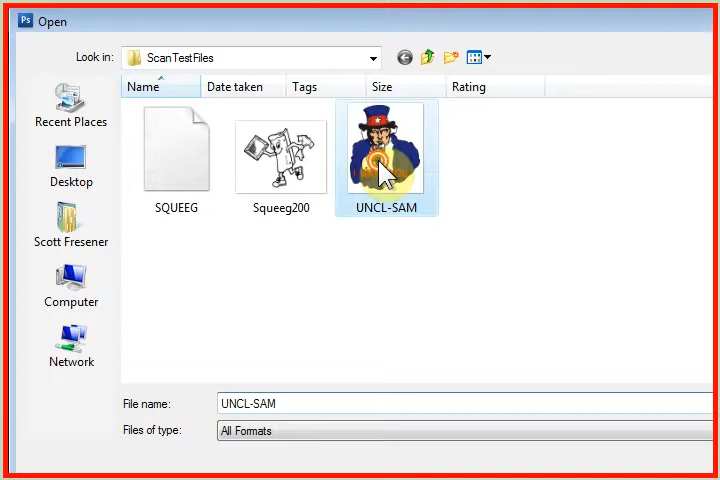 Ps Open
Look in: ScanTestFiles
Name Date taken Tags Size Rating
Recent Places
Desktop
Scott Fresener
Computer
Network
SQUEEG Squeeg200 UNCL-SAM
File name: UNCL-SAM
Files of type: All Formats